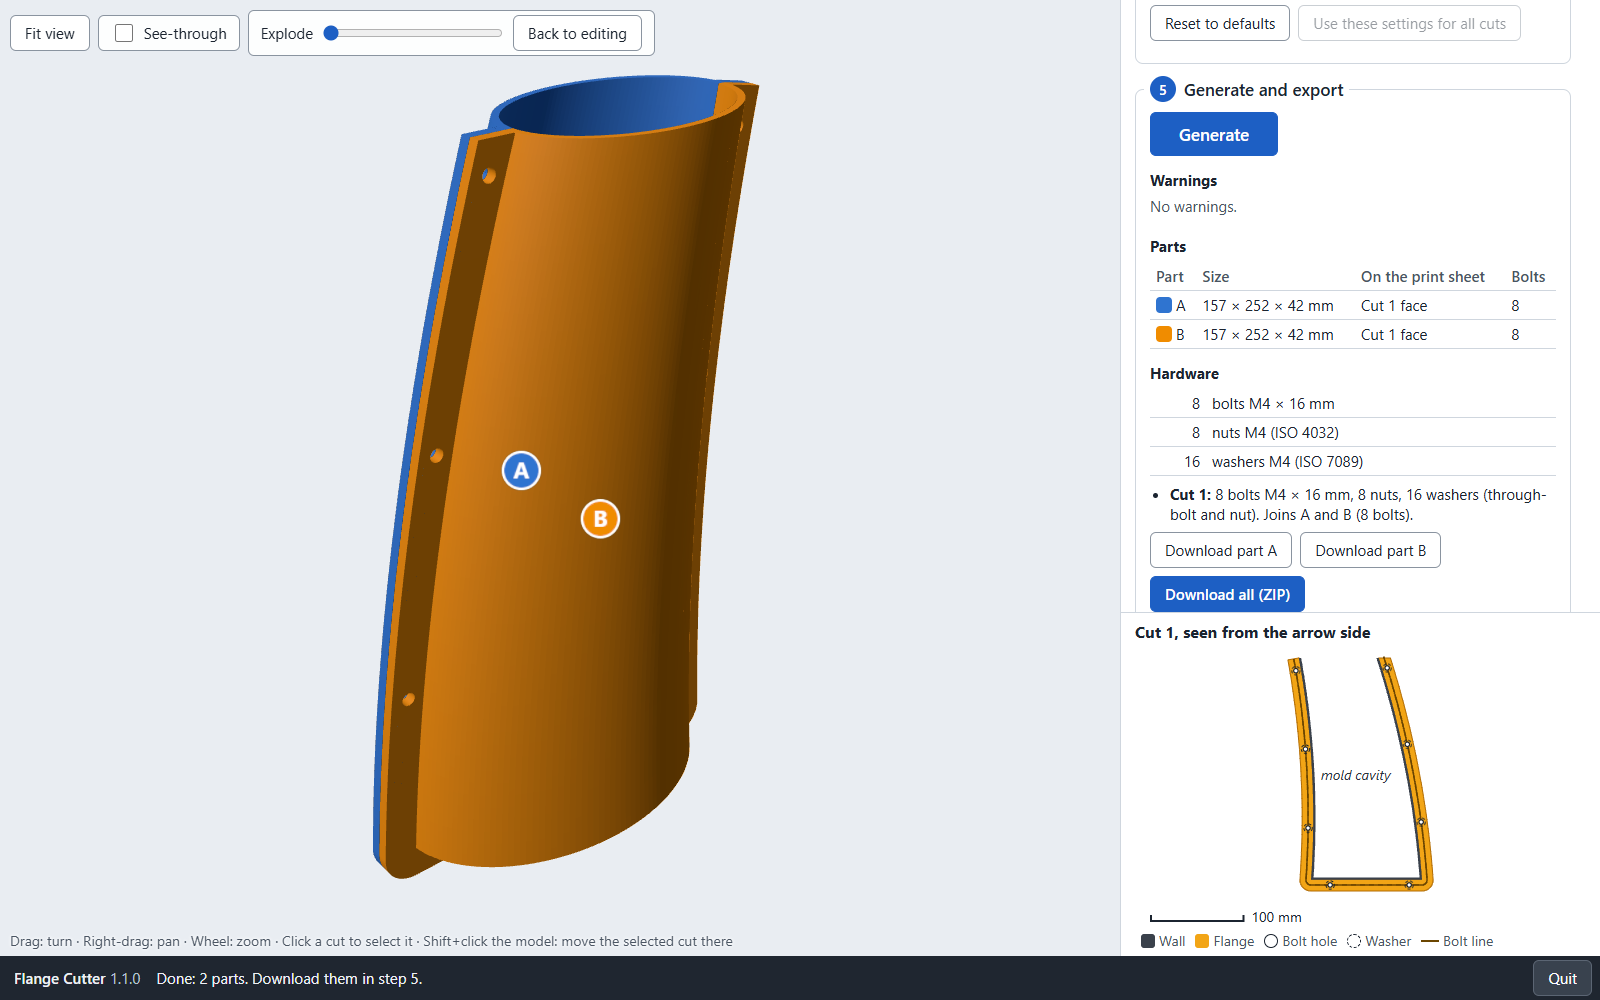 Fit view
See-through
Explode
Back to editing
A
B
Drag: turn · Right-drag: pan · Wheel: zoom · Click a cut to select it · Shift+click the model: move the selected cut there
Reset to defaults
Use these settings for all cuts
5 Generate and export
Generate
Warnings
No warnings.
Parts
Part Size On the print sheet Bolts
A 157 × 252 × 42 mm Cut 1 face 8
B 157 × 252 × 42 mm Cut 1 face 8
Hardware
8 bolts M4 × 16 mm
8 nuts M4 (ISO 4032)
16 washers M4 (ISO 7089)
• Cut 1: 8 bolts M4 × 16 mm, 8 nuts, 16 washers (through-
bolt and nut). Joins A and B (8 bolts).
Download part A
Download part B
Download all (ZIP)
Cut 1, seen from the arrow side
mold cavity
100 mm
Wall Flange Bolt hole Washer Bolt line
Flange Cutter 1.1.0 Done: 2 parts. Download them in step 5.
Quit